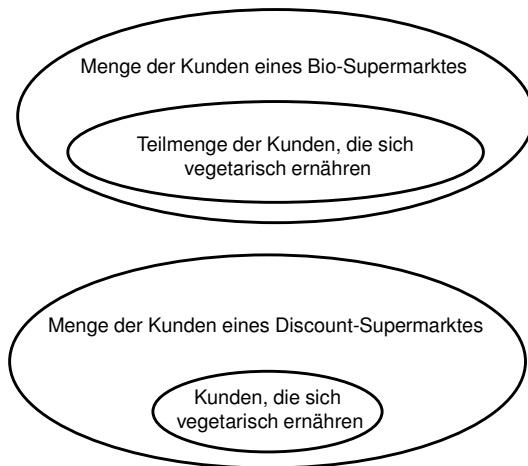 Menge der Kunden eines Bio-Supermarktes
Teilmenge der Kunden, die sich
vegetarisch ernähren
Menge der Kunden eines Discount-Supermarktes
Kunden, die sich
vegetarisch ernähren